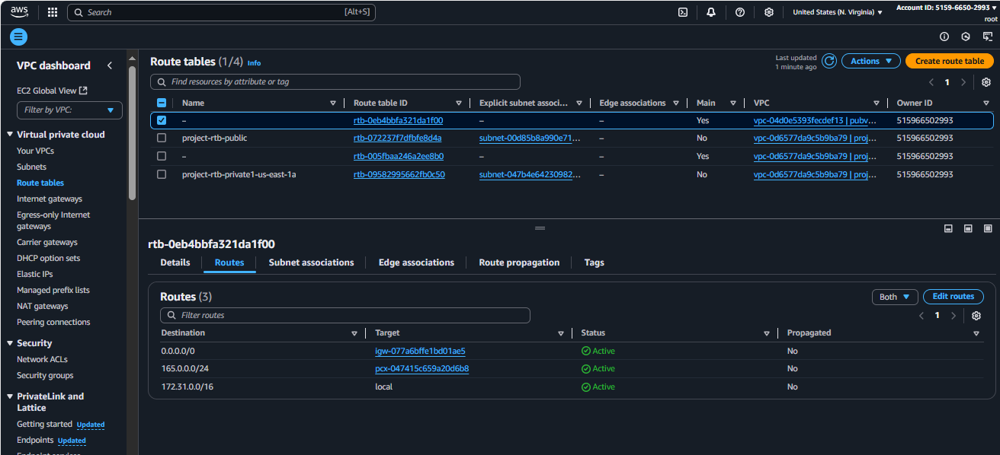 aws
Search [Alt+S]
United States (N. Virginia) Account ID: 5159-6650-2993
root
VPC dashboard
EC2 Global View
Filter by VPC:
Virtual private cloud
Your VPCs
Subnets
Route tables
Internet gateways
Egress-only Internet
gateways
Carrier gateways
DHCP option sets
Elastic IPs
Managed prefix lists
NAT gateways
Peering connections
Security
Network ACLs
Security groups
PrivateLink and
Lattice
Getting started Updated
Endpoints Updated
Endpoint services
Route tables (1/4) Info
Last updated
1 minute ago
Actions
Create route table
Find resources by attribute or tag
1
Name Route table ID Explicit subnet associ... Edge associations Main VPC Owner ID
– rtb-0eb4bbfa321da1f00 – – Yes vpc-04d0e5393fecdef13 | pubv... 515966502993
project-rtb-public rtb-072237f7dfbfe8d4a subnet-00d85b8a990e71... – No vpc-0d6577da9c5b9ba79 | proj... 515966502993
– rtb-005fbaa246a2ee8b0 – – Yes vpc-0d6577da9c5b9ba79 | proj... 515966502993
project-rtb-private1-us-east-1a rtb-09582995662fb0c50 subnet-047b4e64230982... – No vpc-0d6577da9c5b9ba79 | proj... 515966502993
rtb-0eb4bbfa321da1f00
Details Routes Subnet associations Edge associations Route propagation Tags
Routes (3)
Both
Edit routes
Filter routes
1
Destination Target Status Propagated
0.0.0.0/0 igw-077a6bffe1bd01ae5 Active No
165.0.0.0/24 pcx-047415c659a20d6b8 Active No
172.31.0.0/16 local Active No